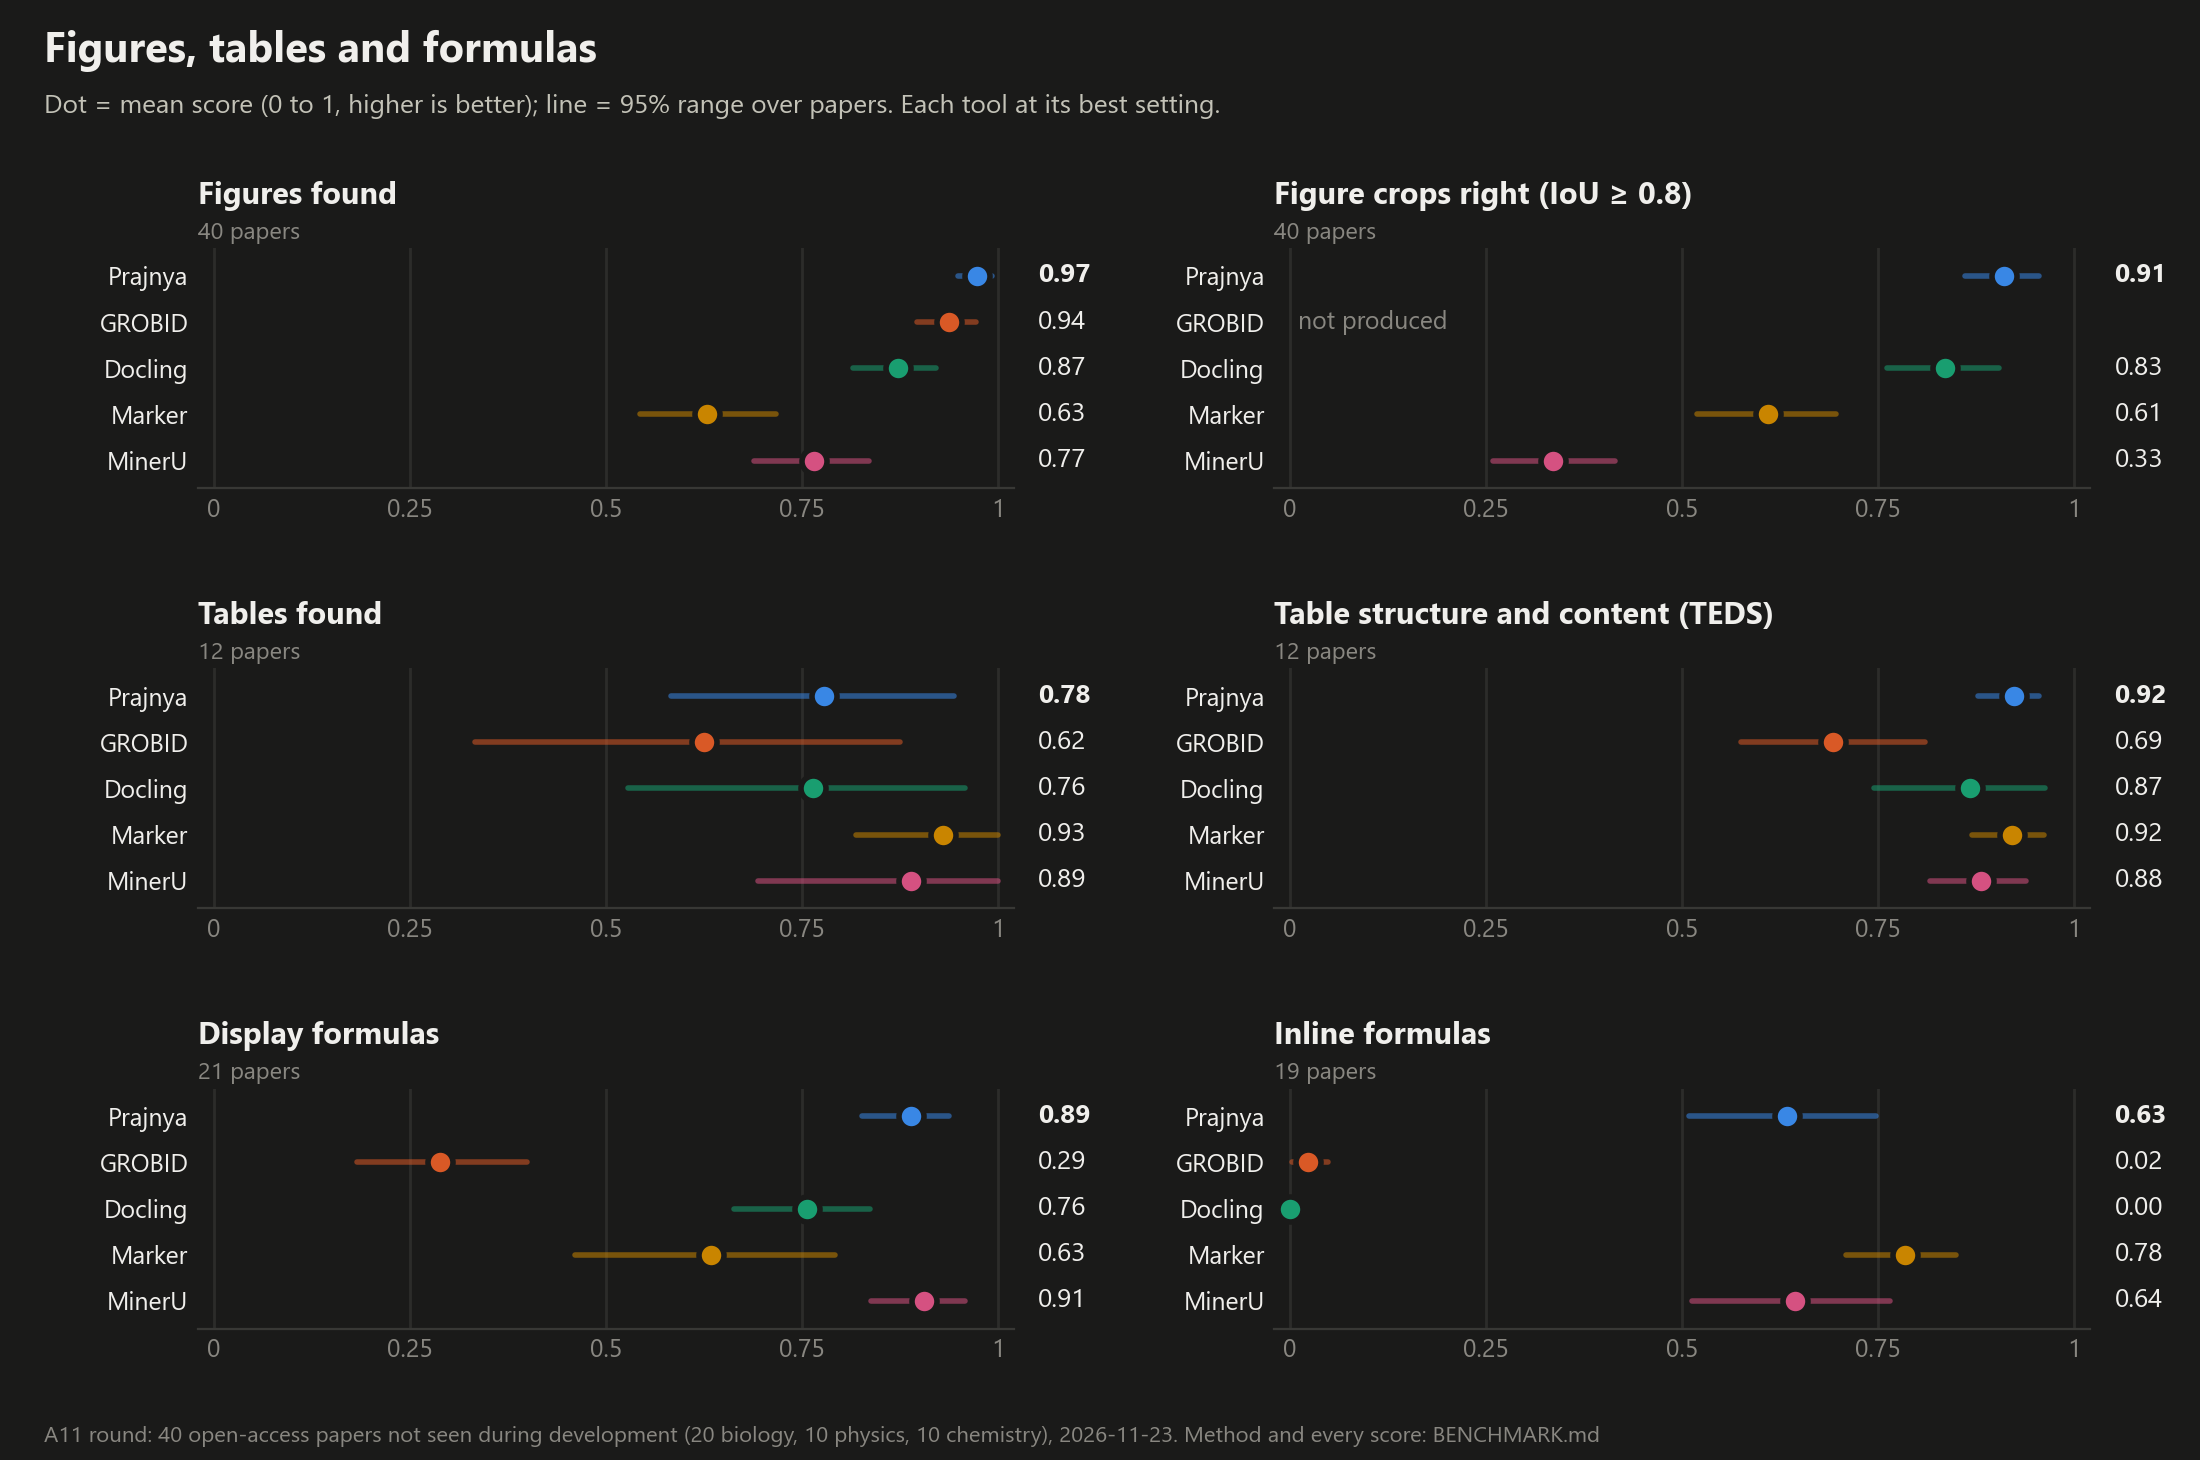 Figures, tables and formulas
Dot = mean score (0 to 1, higher is better); line = 95% range over papers. Each tool at its best setting.
Figures found
40 papers
Prajnya 0.97
GROBID 0.94
Docling 0.87
Marker 0.63
MinerU 0.77
0 0.25 0.5 0.75 1
Figure crops right (IoU ≥ 0.8)
40 papers
Prajnya 0.91
GROBID not produced
Docling 0.83
Marker 0.61
MinerU 0.33
0 0.25 0.5 0.75 1
Tables found
12 papers
Prajnya 0.78
GROBID 0.62
Docling 0.76
Marker 0.93
MinerU 0.89
0 0.25 0.5 0.75 1
Table structure and content (TEDS)
12 papers
Prajnya 0.92
GROBID 0.69
Docling 0.87
Marker 0.92
MinerU 0.88
0 0.25 0.5 0.75 1
Display formulas
21 papers
Prajnya 0.89
GROBID 0.29
Docling 0.76
Marker 0.63
MinerU 0.91
0 0.25 0.5 0.75 1
Inline formulas
19 papers
Prajnya 0.63
GROBID 0.02
Docling 0.00
Marker 0.78
MinerU 0.64
0 0.25 0.5 0.75 1
A11 round: 40 open-access papers not seen during development (20 biology, 10 physics, 10 chemistry), 2026-11-23. Method and every score: BENCHMARK.md